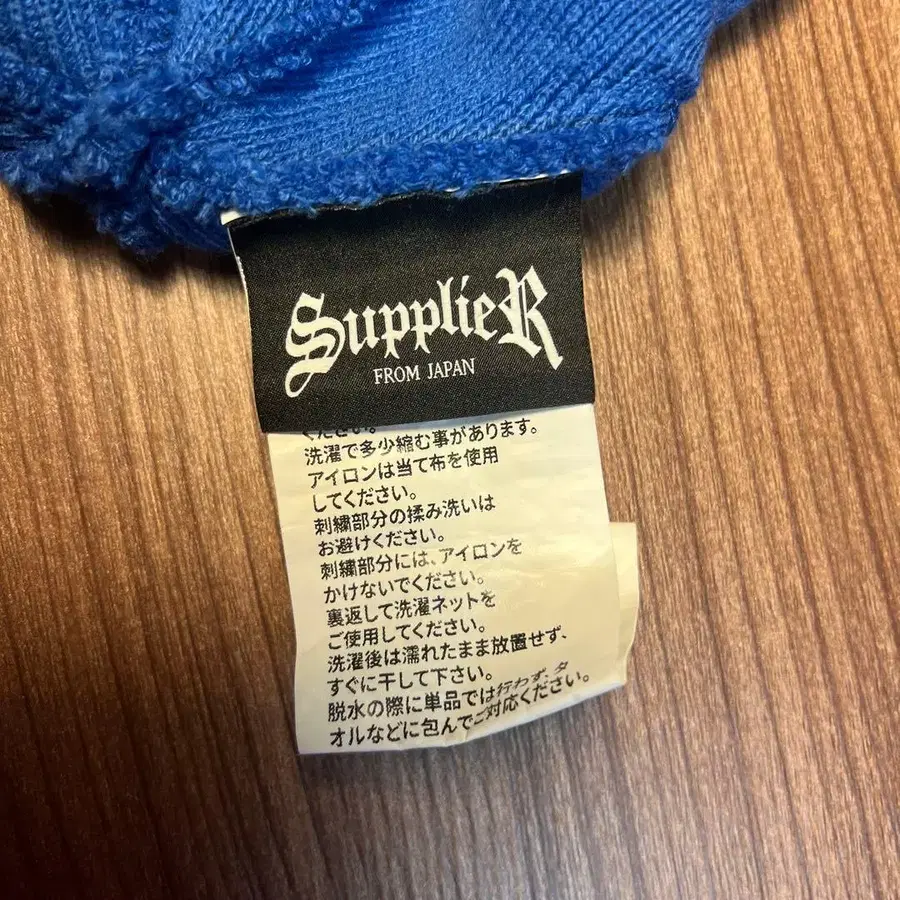 SupplieR
FROM JAPAN
ください。
洗濯で多少縮む事があります。
アイロンは当て布を使用
してください。
刺繍部分の揉み洗いは
お避けください。
刺繍部分には、アイロンを
かけないでください。
裏返して洗濯ネットを
ご使用してください。
洗濯後は濡れたまま放置せず、
すぐに干して下さい。
脱水の際に単品では行わず、タ
オルなどに包んでご対応ください。